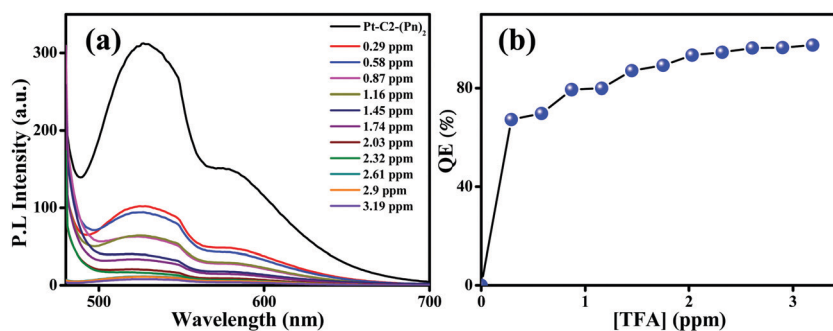 (a)
Pt-C2-(Pn)2
0.29 ppm
0.58 ppm
0.87 ppm
1.16 ppm
1.45 ppm
1.74 ppm
2.03 ppm
2.32 ppm
2.61 ppm
2.9 ppm
3.19 ppm
300
200
100
0
P.L Intensity (a.u.)
500 600 700
Wavelength (nm)
(b)
80
40
0
QE (%)
0 1 2 3
[TFA] (ppm)